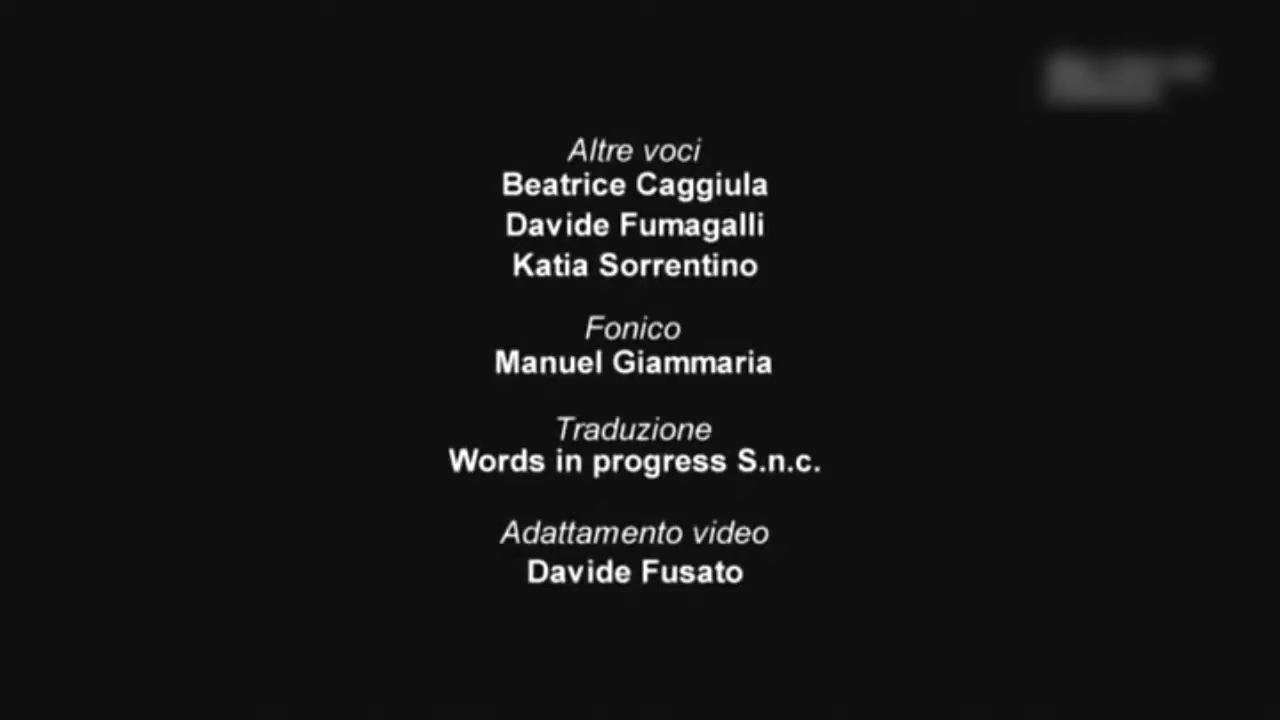 Altre voci
Beatrice Caggiula
Davide Fumagalli
Katia Sorrentino
Fonico
Manuel Giammaria
Traduzione
Words in progress S.n.c.
Adattamento video
Davide Fusato